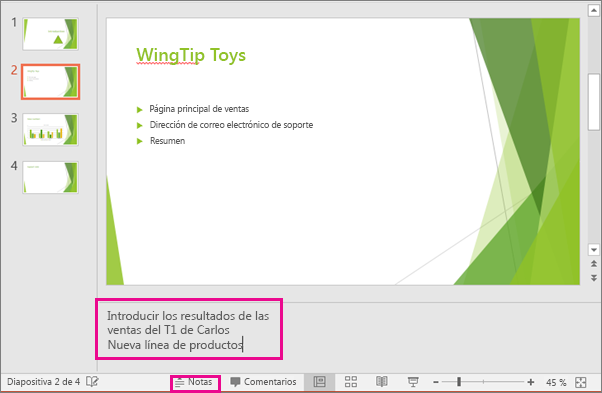 1
2
3
4
WingTip Toys
Página principal de ventas
Dirección de correo electrónico de soporte
Resumen
Introducir los resultados de las
ventas del T1 de Carlos
Nueva línea de productos
Diapositiva 2 de 4
Notas
Comentarios
45 %